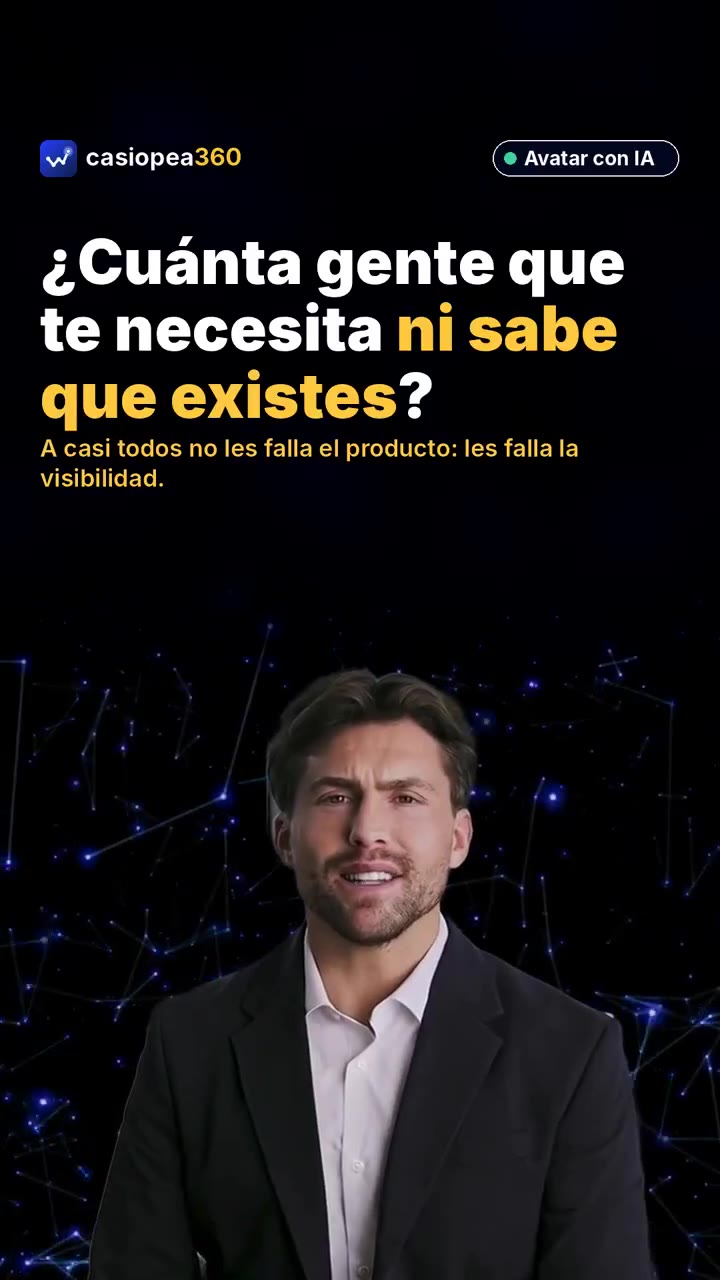 casiopea360
Avatar con IA
¿Cuánta gente que
te necesita ni sabe
que existes?
A casi todos no les falla el producto: les falla la
visibilidad.